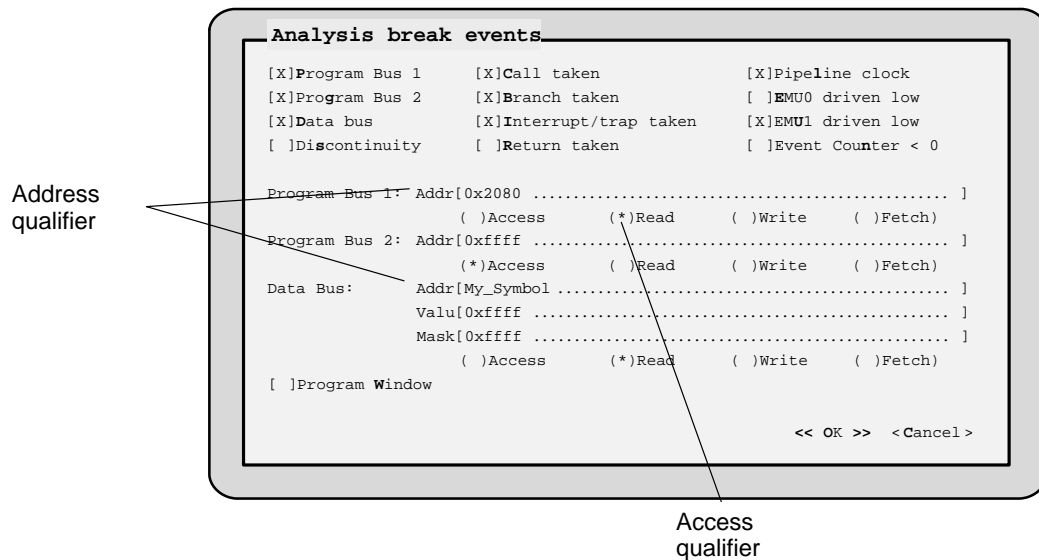 Analysis break events
[X]Program Bus 1 [X]Call taken [X]Pipeline clock
[X]Program Bus 2 [X]Branch taken [ ]EMU0 driven low
[X]Data bus [X]Interrupt/trap taken [X]EMU1 driven low
[ ]Discontinuity [ ]Return taken [ ]Event Counter < 0
Address
qualifier
Program Bus 1: Addr[0x2080 .................................................. ]
( )Access (*)Read ( )Write ( )Fetch)
Program Bus 2: Addr[0xffff .................................................. ]
(*)Access ( )Read ( )Write ( )Fetch)
Data Bus: Addr[My_Symbol ............................................... ]
Valu[0xffff .................................................. ]
Mask[0xffff .................................................. ]
( )Access (*)Read ( )Write ( )Fetch)
[ ]Program Window
<< OK >> <Cancel>
Access
qualifier